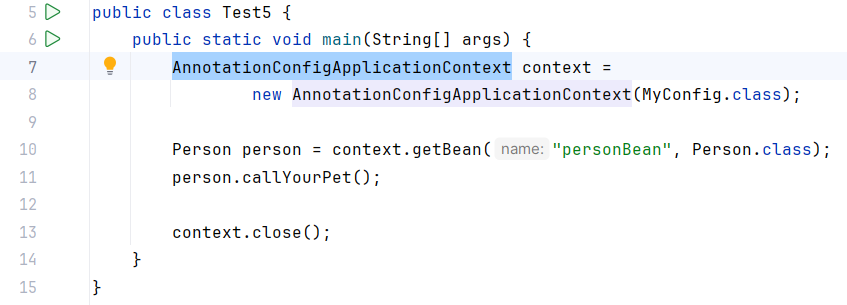 5 public class Test5 {
6 public static void main(String[] args) {
7 AnnotationConfigApplicationContext context =
8 new AnnotationConfigApplicationContext(MyConfig.class);
9
10 Person person = context.getBean( name: "personBean", Person.class);
11 person.callYourPet();
12
13 context.close();
14 }
15 }